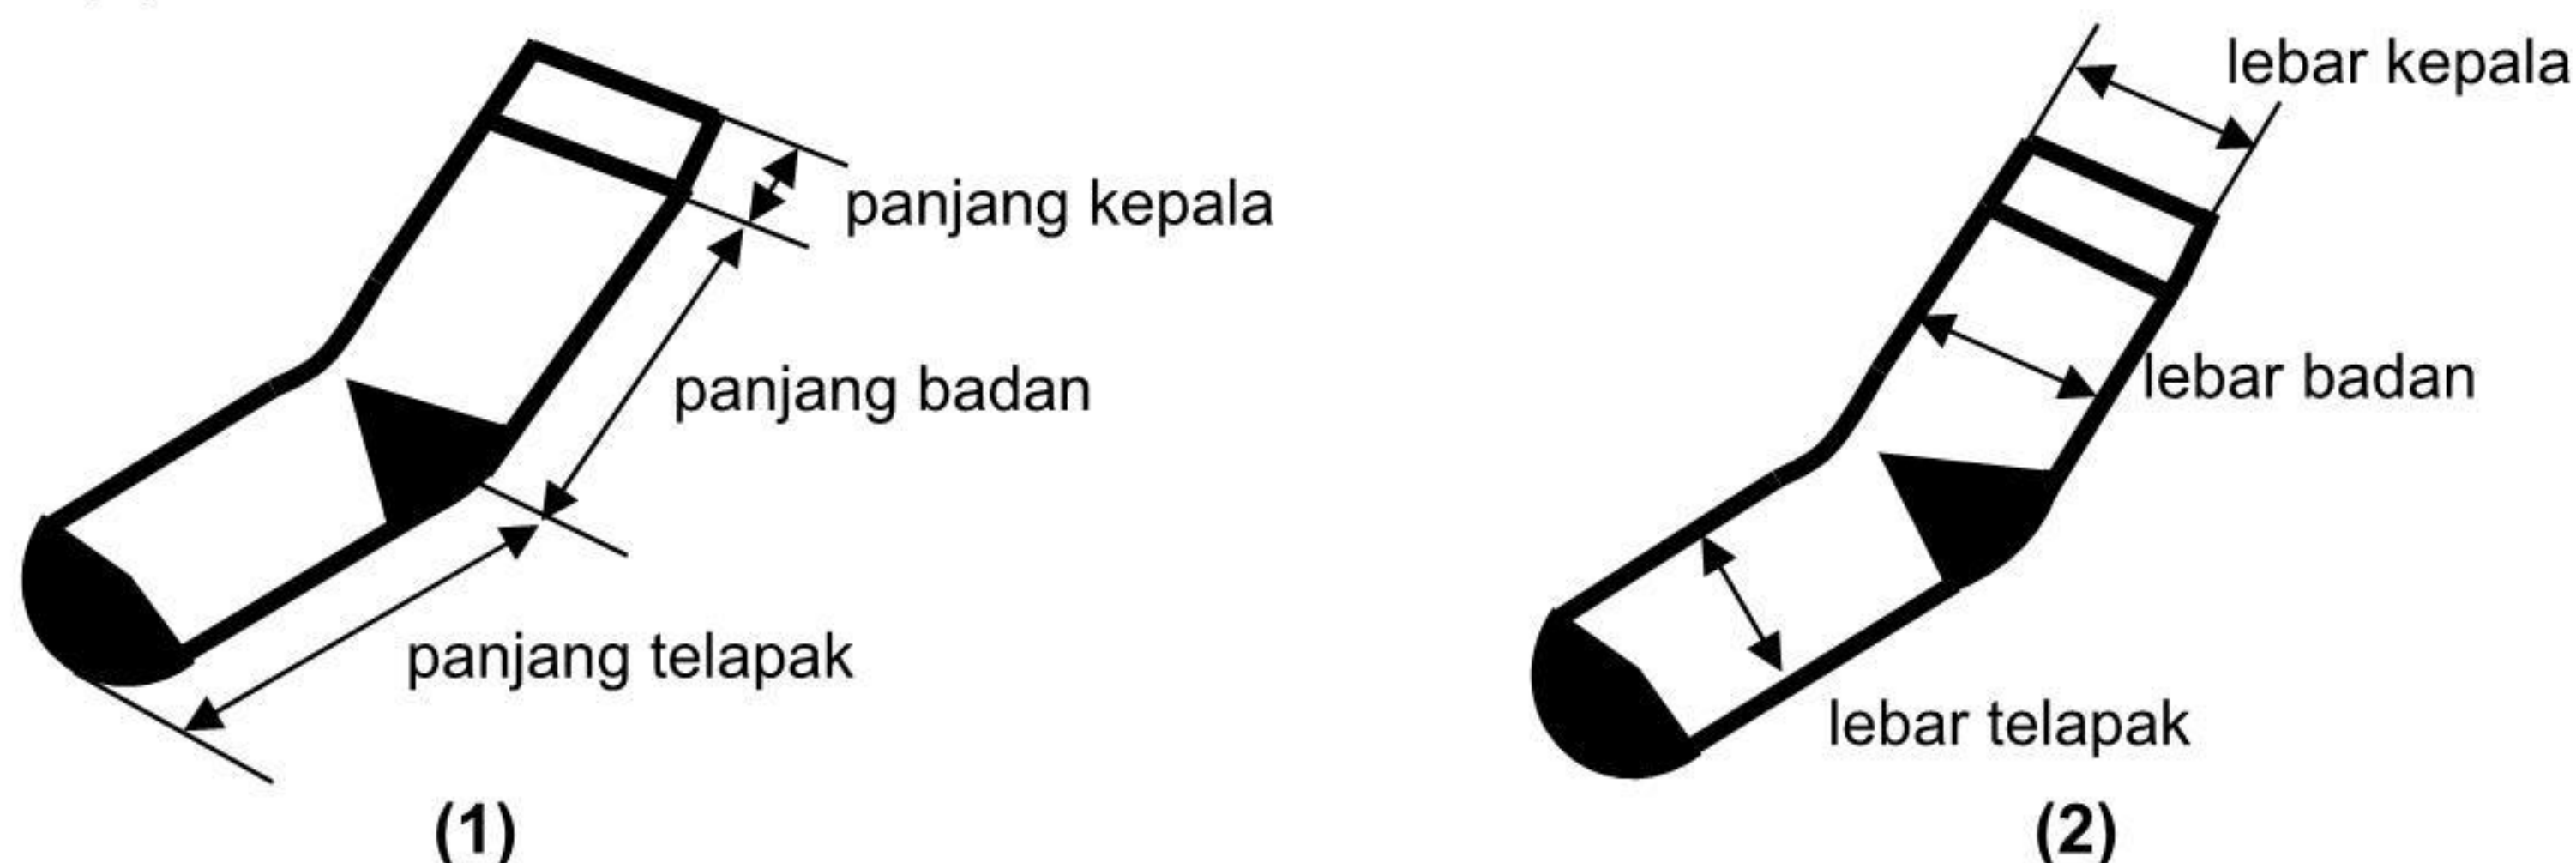 panjang kepala
panjang badan
panjang telapak
(1)
lebar kepala
lebar badan
lebar telapak
(2)